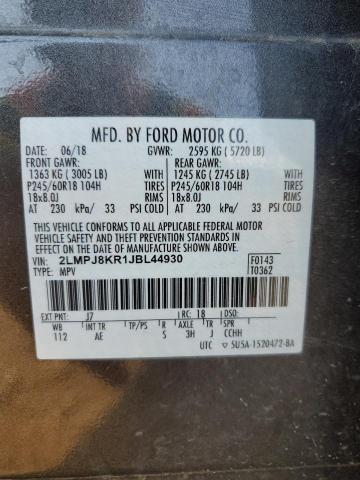 MFD. BY FORD MOTOR CO.
DATE: 06/18 GVWR: 2595 KG ( 5720 LB)
FRONT GAWR: REAR GAWR:
1363 KG ( 3005 LB) 1245 KG ( 2745 LB)
P245/60R18 104H TIRES P245/60R18 104H TIRES
18x8.0J RIMS 18x8.0J RIMS
AT 230 kPa/ 33 PSI COLD AT 230 kPa/ 33 PSI COLD
THIS VEHICLE CONFORMS TO ALL APPLICABLE FEDERAL MOTOR
VEHICLE SAFETY AND THEFT PREVENTION STANDARDS IN EFFECT
ON THE DATE OF MANUFACTURE SHOWN ABOVE.
VIN: 2LMPJ8KR1JBL44930 F0143
TYPE: MPV T0362
EXT PNT: J7 RC: 18 DSO:
WB INT TR TP/PS R AXLE TR SPR
112 AE S 3H J CCHH
UTC 5U5A-1520472-BA